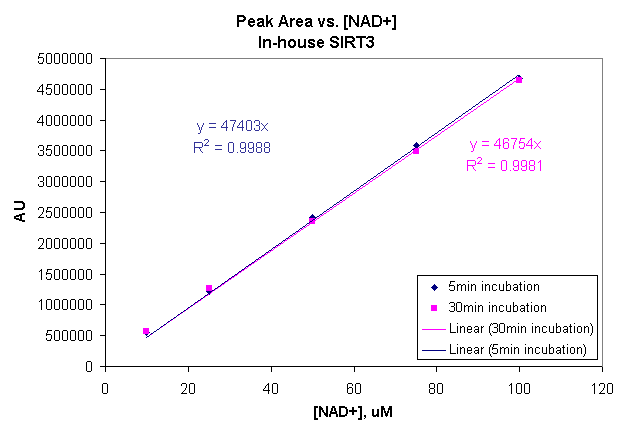 Peak Area vs. [NAD+]
In-house SIRT3
5000000
4500000
4000000
3500000
3000000
2500000
2000000
1500000
1000000
500000
0
AU
y = 47403x
R² = 0.9988
y = 46754x
R² = 0.9981
5min incubation
30min incubation
Linear (30min incubation)
Linear (5min incubation)
0 20 40 60 80 100 120
[NAD+], uM